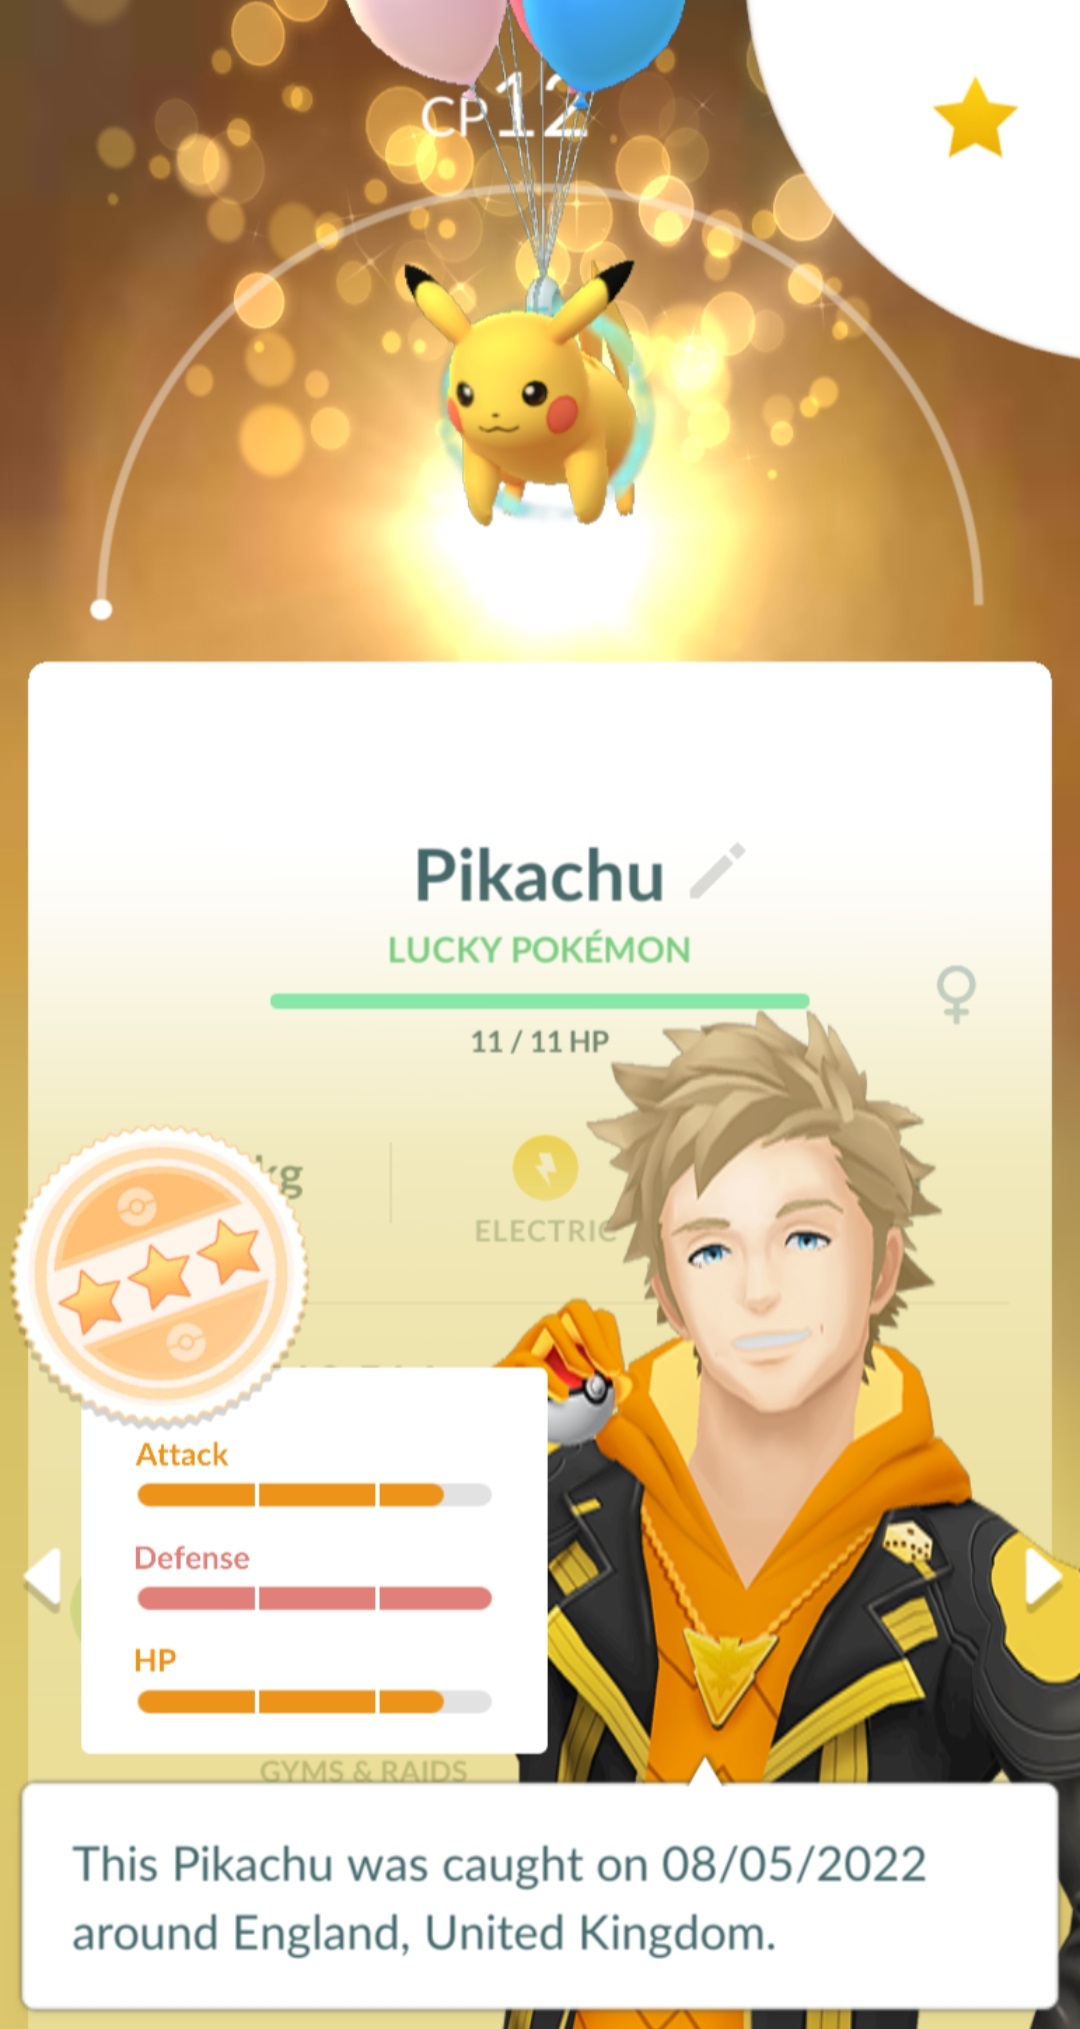 CP12
Pikachu
LUCKY POKÉMON
11 / 11 HP
kg
ELECTRIC
Attack
Defense
HP
GYMS & RAIDS
This Pikachu was caught on 08/05/2022
around England, United Kingdom.